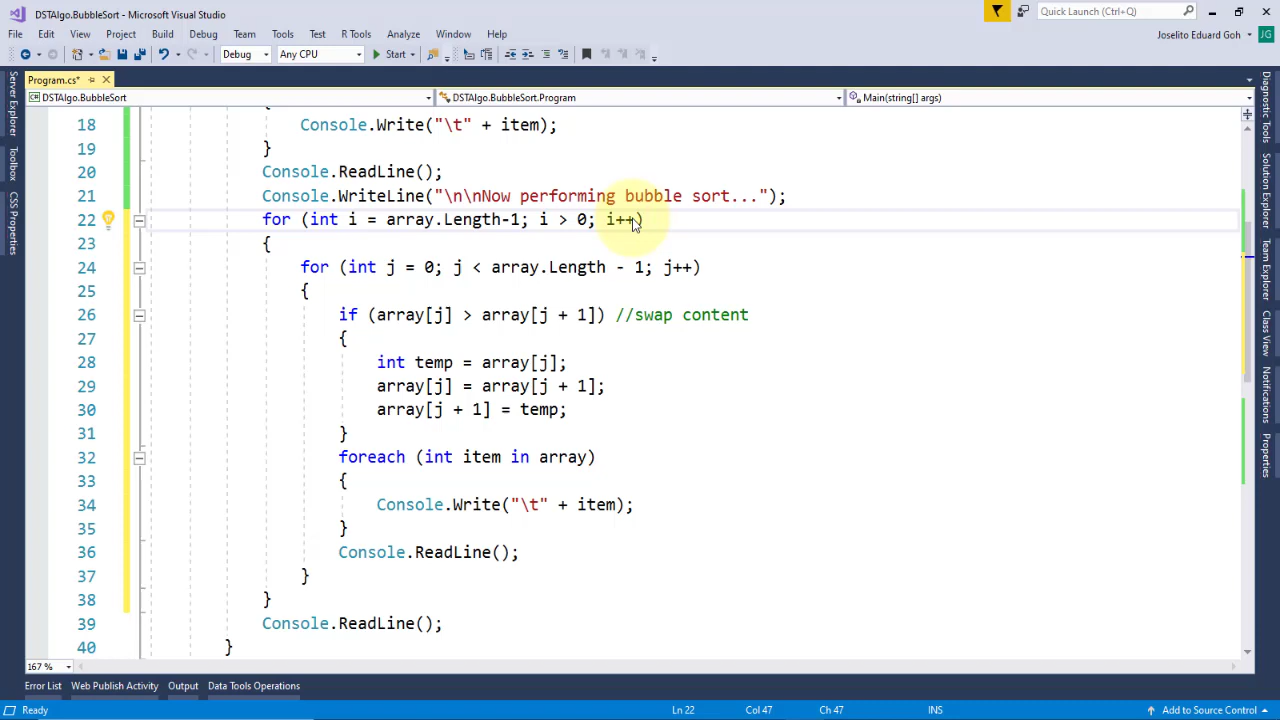 DSTAlgo.BubbleSort - Microsoft Visual Studio
Quick Launch (Ctrl+Q)
File Edit View Project Build Debug Team Tools Test R Tools Analyze Window Help
Joselito Eduard Goh JG
Debug Any CPU Start
Program.cs*
DSTAlgo.BubbleSort DSTAlgo.BubbleSort.Program Main(string[] args)
Server Explorer
Toolbox
CSS Properties
{
18 Console.Write("\t" + item);
19 }
20 Console.ReadLine();
21 Console.WriteLine("\n\nNow performing bubble sort...");
22 for (int i = array.Length-1; i > 0; i++)
23 {
24 for (int j = 0; j < array.Length - 1; j++)
25 {
26 if (array[j] > array[j + 1]) //swap content
27 {
28 int temp = array[j];
29 array[j] = array[j + 1];
30 array[j + 1] = temp;
31 }
32 foreach (int item in array)
33 {
34 Console.Write("\t" + item);
35 }
36 Console.ReadLine();
37 }
38 }
39 Console.ReadLine();
40 }
Diagnostic Tools
Solution Explorer
Team Explorer
Class View
Notifications
Properties
167 %
Error List Web Publish Activity Output Data Tools Operations
Ready Ln 22 Col 47 Ch 47 INS Add to Source Control